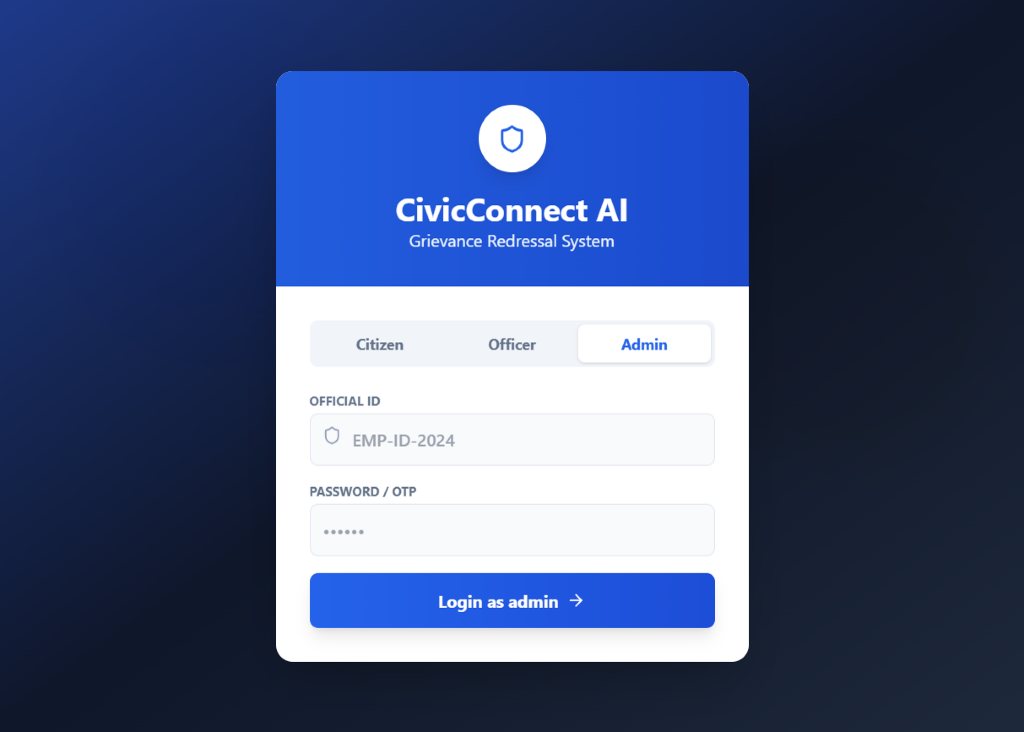 CivicConnect AI
Grievance Redressal System
Citizen Officer Admin
OFFICIAL ID
EMP-ID-2024
PASSWORD / OTP
••••••
Login as admin →